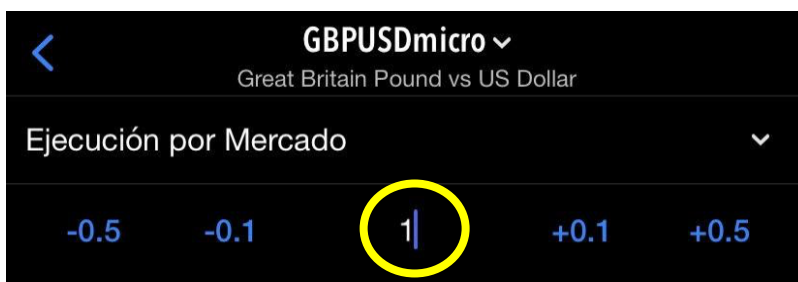 GBPUSDmicro
Great Britain Pound vs US Dollar
Ejecución por Mercado
-0.5 -0.1 1 +0.1 +0.5